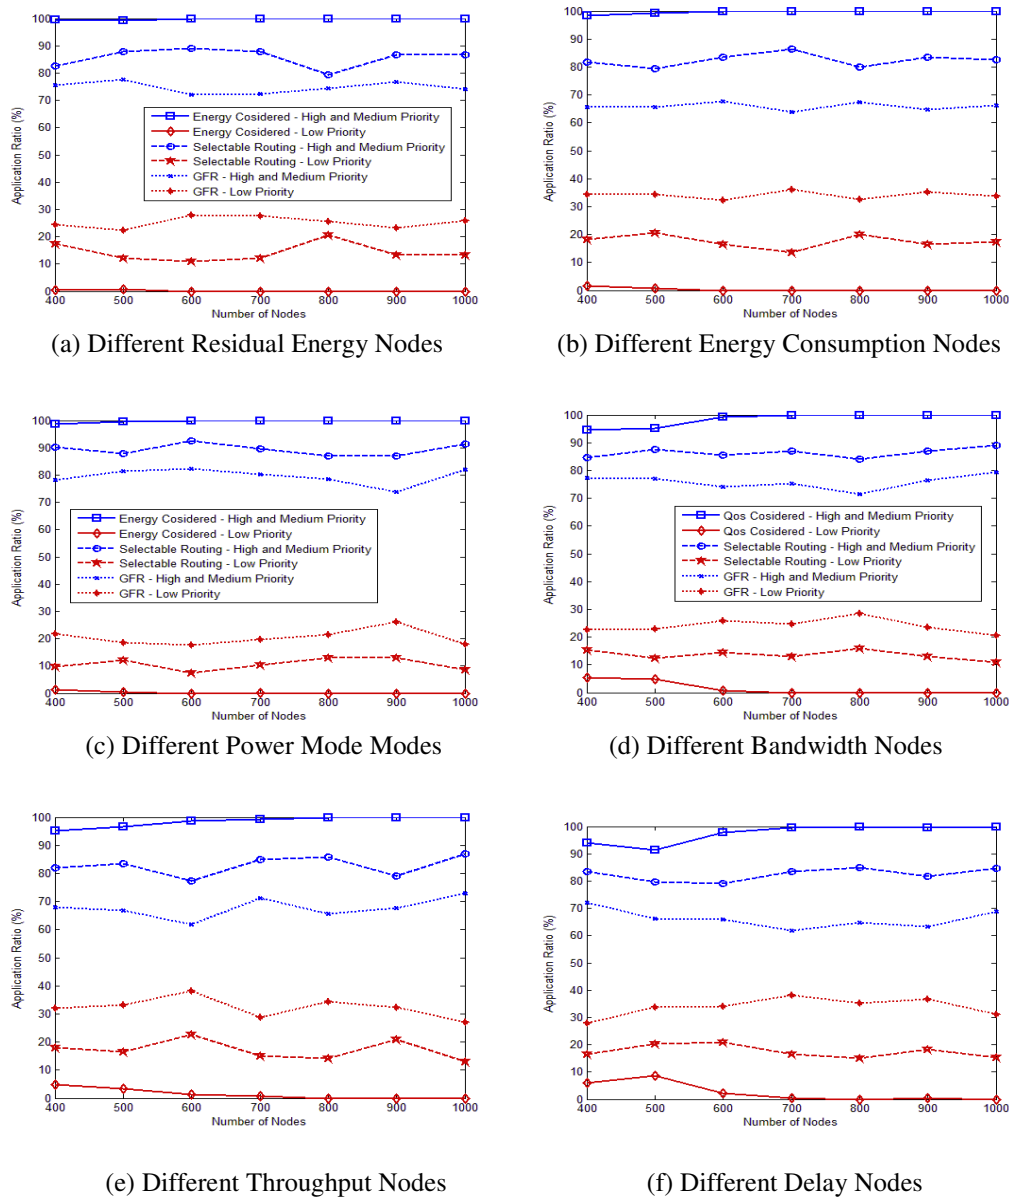 100
90
80
70
60
50
40
30
20
10
0
Application Ratio (%)
Energy Cosidered - High and Medium Priority
Energy Cosidered - Low Priority
Selectable Routing - High and Medium Priority
Selectable Routing - Low Priority
GFR - High and Medium Priority
GFR - Low Priority
400 500 600 700 800 900 1000
Number of Nodes
(a) Different Residual Energy Nodes
100
90
80
70
60
50
40
30
20
10
0
Application Ratio (%)
400 500 600 700 800 900 1000
Number of Nodes
(b) Different Energy Consumption Nodes
100
90
80
70
60
50
40
30
20
10
0
Application Ratio (%)
Energy Cosidered - High and Medium Priority
Energy Cosidered - Low Priority
Selectable Routing - High and Medium Priority
Selectable Routing - Low Priority
GFR - High and Medium Priority
GFR - Low Priority
400 500 600 700 800 900 1000
Number of Nodes
(c) Different Power Mode Modes
100
90
80
70
60
50
40
30
20
10
0
Application Ratio (%)
Qos Cosidered - High and Medium Priority
Qos Cosidered - Low Priority
Selectable Routing - High and Medium Priority
Selectable Routing - Low Priority
GFR - High and Medium Priority
GFR - Low Priority
400 500 600 700 800 900 1000
Number of Nodes
(d) Different Bandwidth Nodes
100
90
80
70
60
50
40
30
20
10
0
Application Ratio (%)
400 500 600 700 800 900 1000
Number of Nodes
(e) Different Throughput Nodes
100
90
80
70
60
50
40
30
20
10
0
Application Ratio (%)
400 500 600 700 800 900 1000
Number of Nodes
(f) Different Delay Nodes